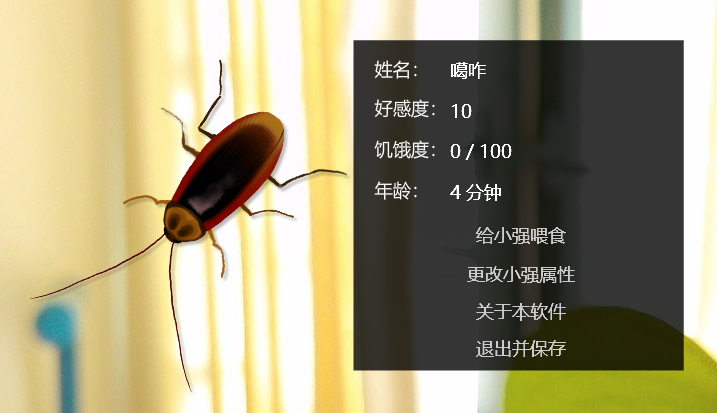 姓名： 噶咋
好感度： 10
饥饿度： 0 / 100
年龄： 4 分钟
给小强喂食
更改小强属性
关于本软件
退出并保存